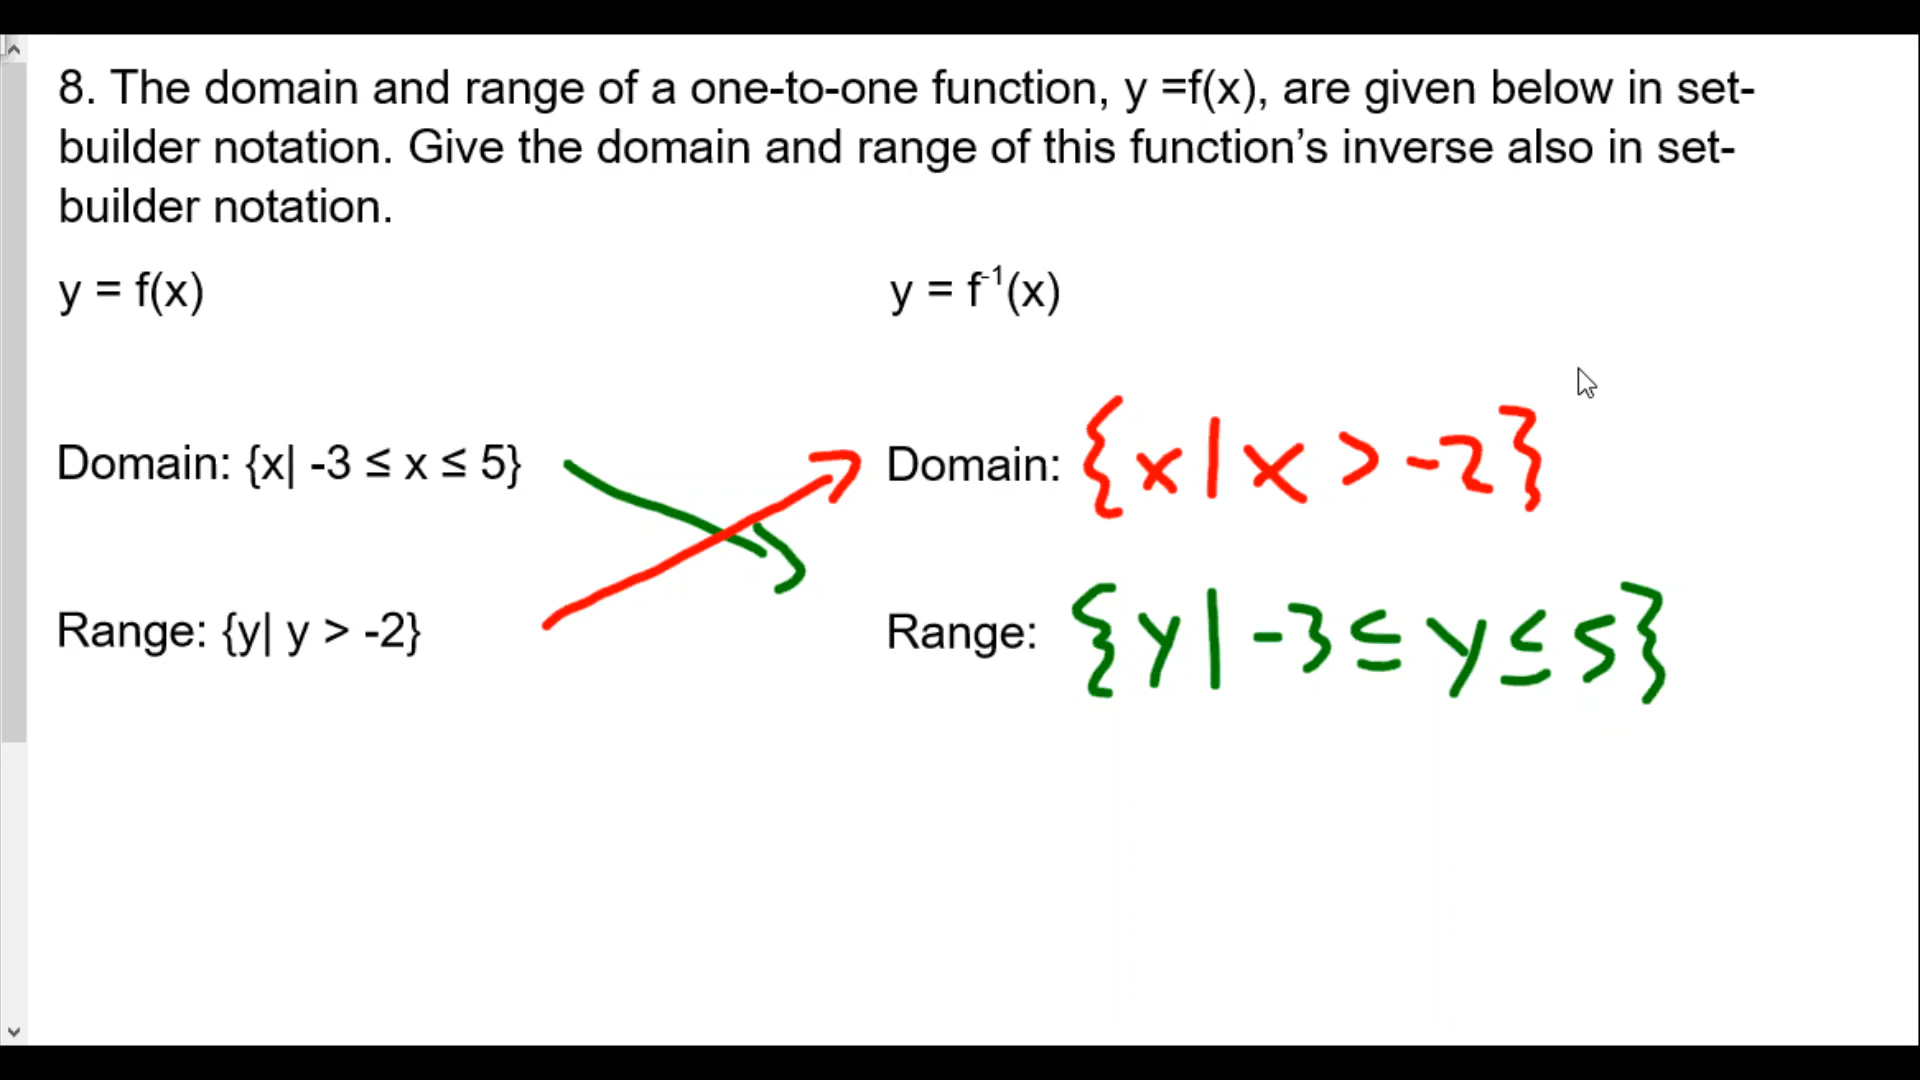 8. The domain and range of a one-to-one function, y =f(x), are given below in set-
builder notation. Give the domain and range of this function’s inverse also in set-
builder notation.
y = f(x)
y = f⁻¹(x)
Domain: {x| -3 ≤ x ≤ 5}
Domain: {x | x > -2}
Range: {y| y > -2}
Range: {y | -3 ≤ y ≤ 5}